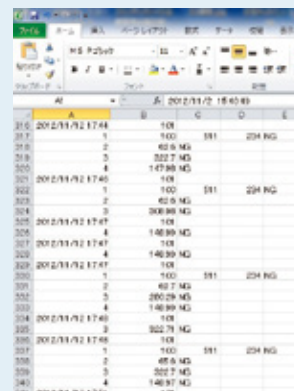 ファイル ホーム 挿入 ページ レイアウト 数式 データ 校閲 表示
貼り付け
MS Pゴシック 11
B I U
クリップボード フォント 配置
A1 fx 2012/11/2 15:40:49
A B C D E
316 2012/11/12 17:44 101
317 1 100 511 234 NG
318 2 62.6 NG
319 3 322.7 NG
320 4 147.98 NG
321 2012/11/12 17:46 101
322 1 100 511 234 NG
323 2 62.6 NG
324 3 308.98 NG
325 2012/11/12 17:47 101
326 4 146.99 NG
327 2012/11/12 17:47 101
328 4 146.99 NG
329 2012/11/12 17:47 101
330 1 100 511 234 NG
331 2 62.7 NG
332 3 280.29 NG
333 4 146.99 NG
334 2012/11/12 17:48 101
335 3 322.71 NG
336 2012/11/12 17:48 101
337 1 100 511 234 NG
338 2 65.6 NG
339 3 322.7 NG
340 4 146.97 NG